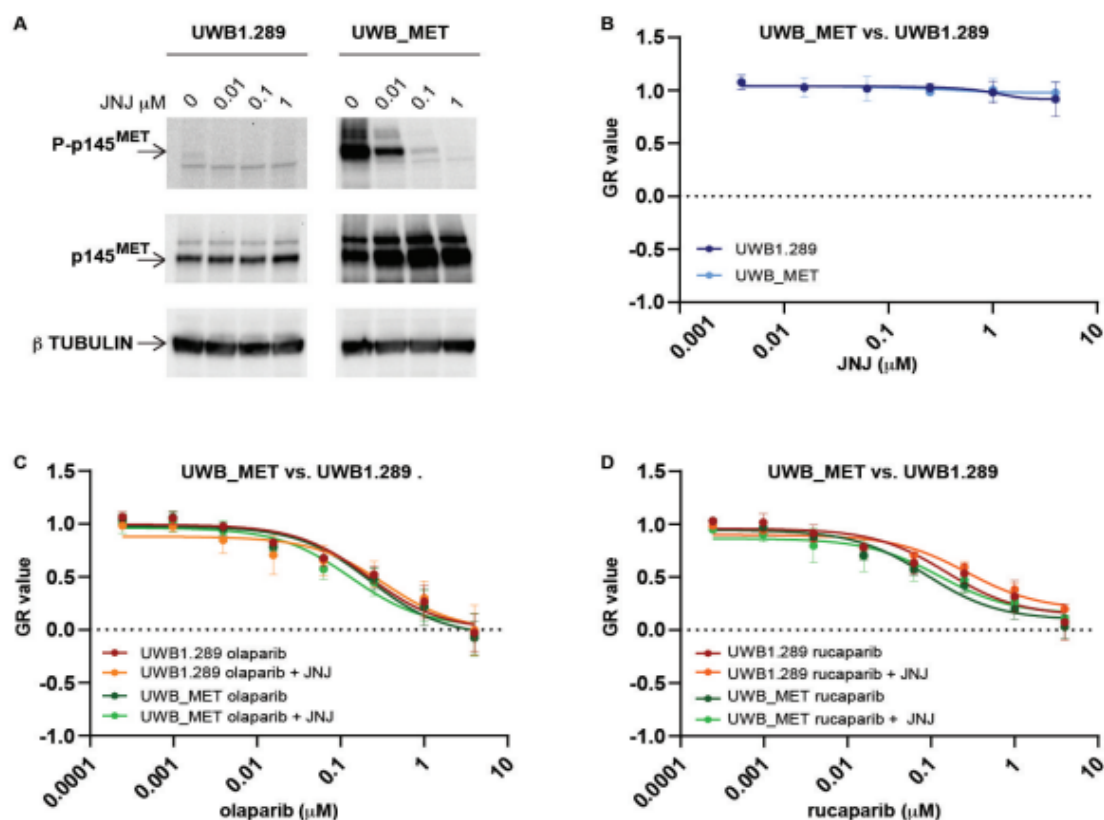 A
UWB1.289 UWB_MET
JNJ μM 0 0.01 0.1 1 0 0.01 0.1 1
P-p145MET
p145MET
β TUBULIN
B
UWB_MET vs. UWB1.289
1.5
1.0
0.5
0.0
-0.5
-1.0
GR value
UWB1.289
UWB_MET
0.001 0.01 0.1 1 10
JNJ (μM)
C
UWB_MET vs. UWB1.289 .
1.5
1.0
0.5
0.0
-0.5
-1.0
GR value
UWB1.289 olaparib
UWB1.289 olaparib + JNJ
UWB_MET olaparib
UWB_MET olaparib + JNJ
0.0001 0.001 0.01 0.1 1 10
olaparib (μM)
D
UWB_MET vs. UWB1.289
1.5
1.0
0.5
0.0
-0.5
-1.0
GR value
UWB1.289 rucaparib
UWB1.289 rucaparib + JNJ
UWB_MET rucaparib
UWB_MET rucaparib + JNJ
0.0001 0.001 0.01 0.1 1 10
rucaparib (μM)